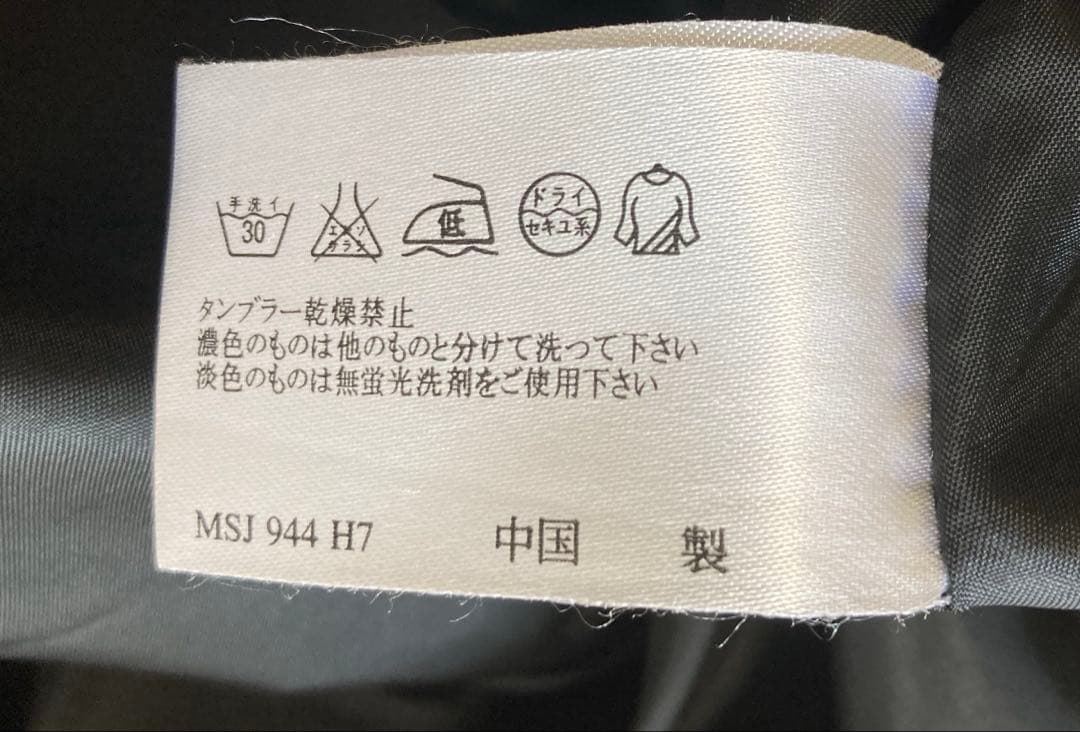 手洗イ
30
エンソ
サラシ
低
ドライ
セキユ系
タンブラー乾燥禁止
濃色のものは他のものと分けて洗って下さい
淡色のものは無蛍光洗剤をご使用下さい
MSJ 944 H7 中国 製